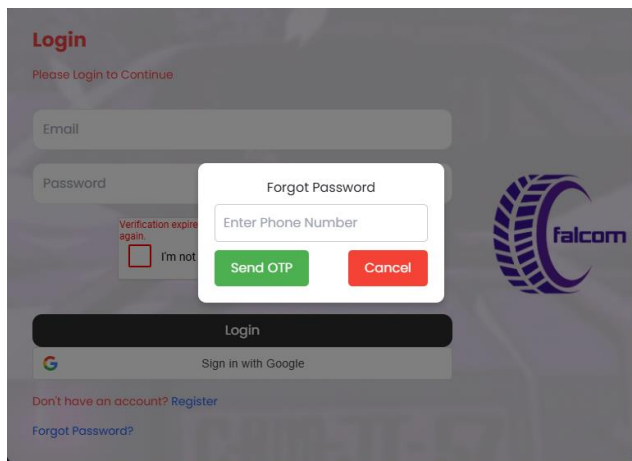 Login
Please Login to Continue
Email
Password
Forgot Password
Enter Phone Number
Send OTP
Cancel
Verification expire
again.
I'm not
falcom
Login
Sign in with Google
Don't have an account? Register
Forgot Password?